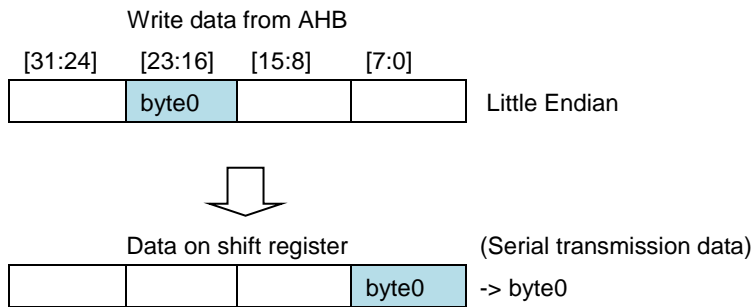 Write data from AHB
[31:24] [23:16] [15:8] [7:0]
byte0 Little Endian
Data on shift register (Serial transmission data)
byte0 -> byte0